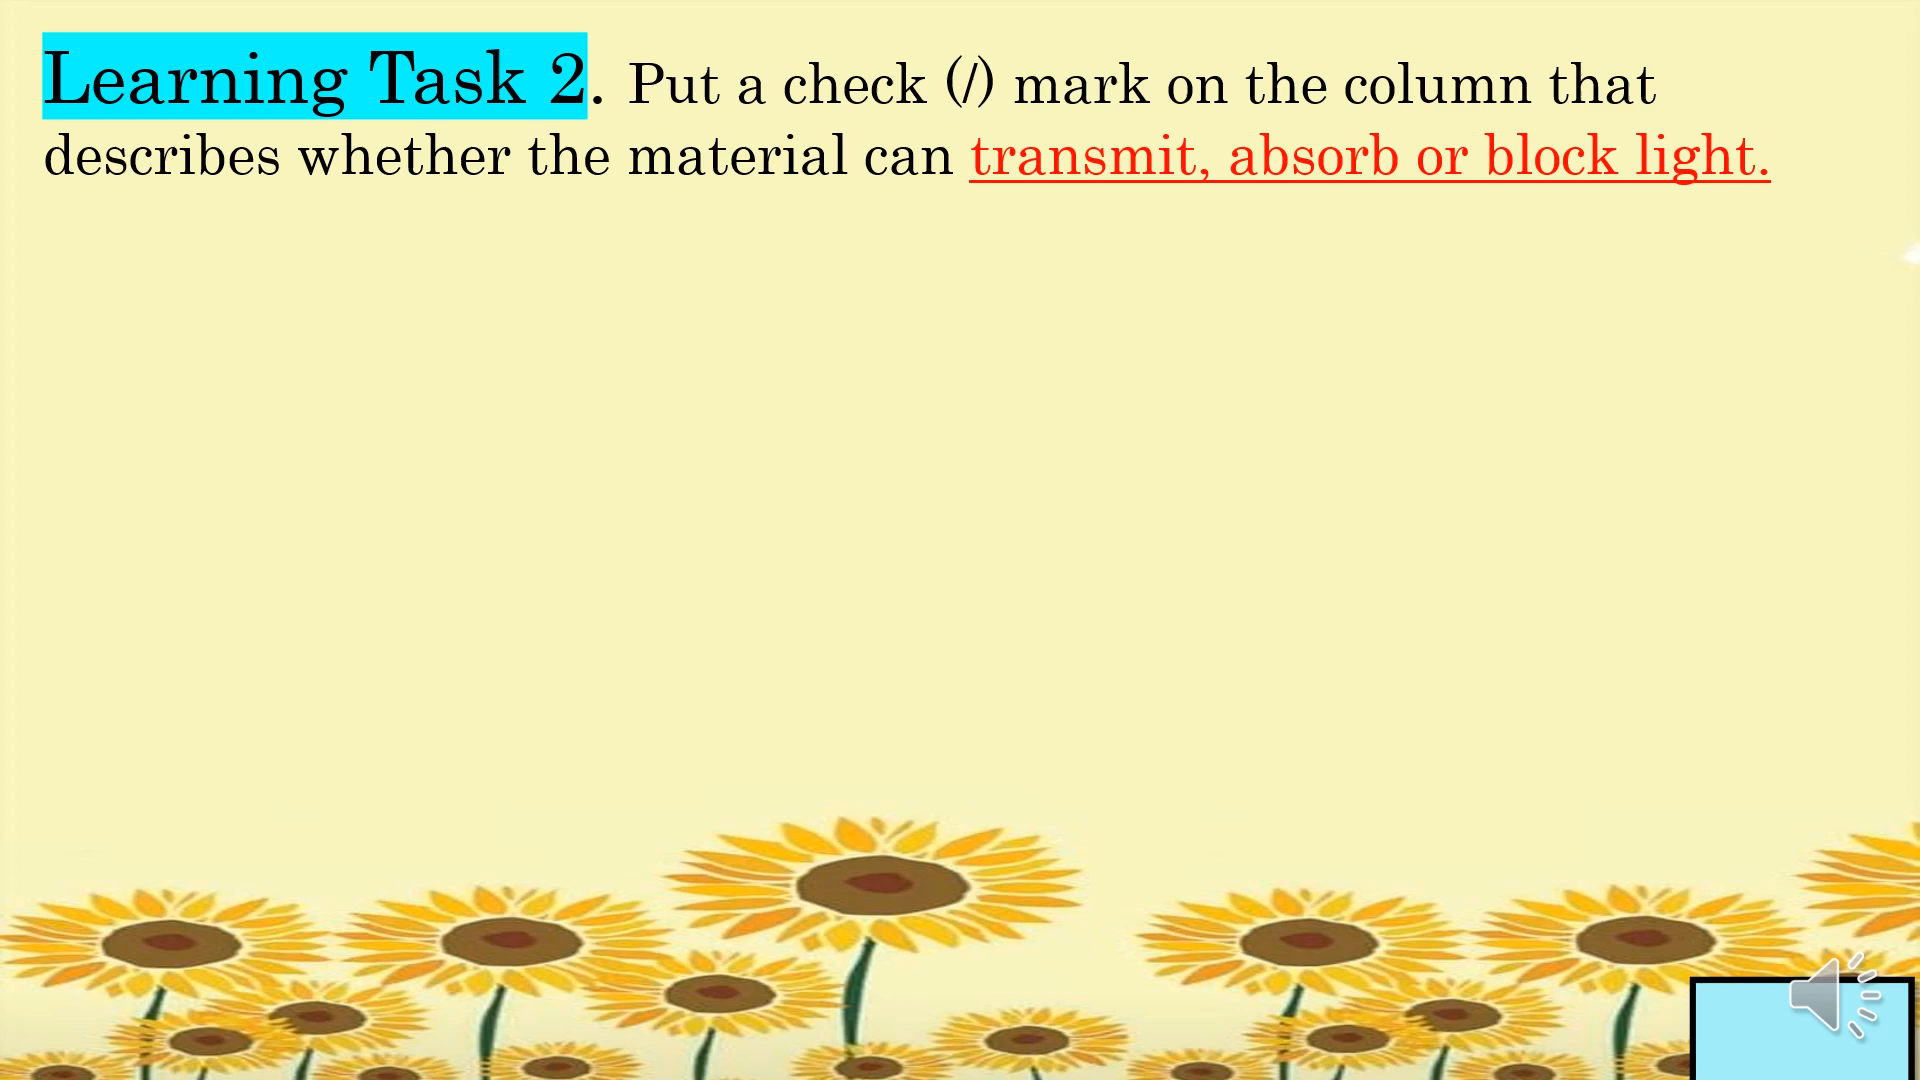 Learning Task 2. Put a check (/) mark on the column that
describes whether the material can transmit, absorb or block light.